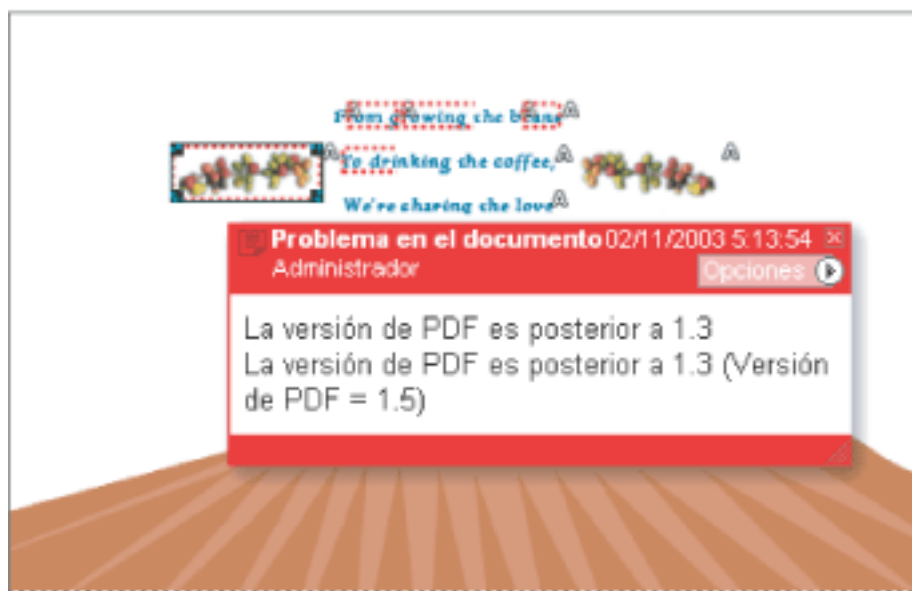 From growing the beans
To drinking the coffee,
We're sharing the love
Problema en el documento 02/11/2003 5:13:54
Administrador
Opciones
La versión de PDF es posterior a 1.3
La versión de PDF es posterior a 1.3 (Versión
de PDF = 1.5)